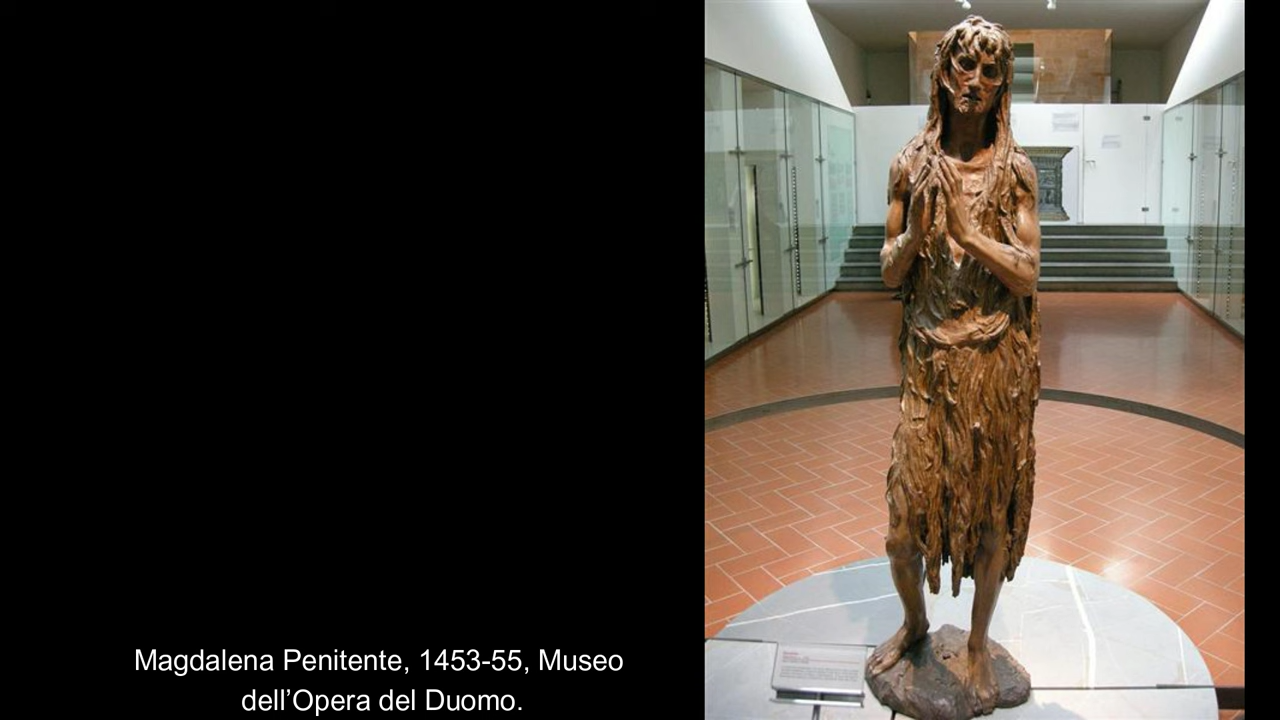 Magdalena Penitente, 1453-55, Museo
dell’Opera del Duomo.